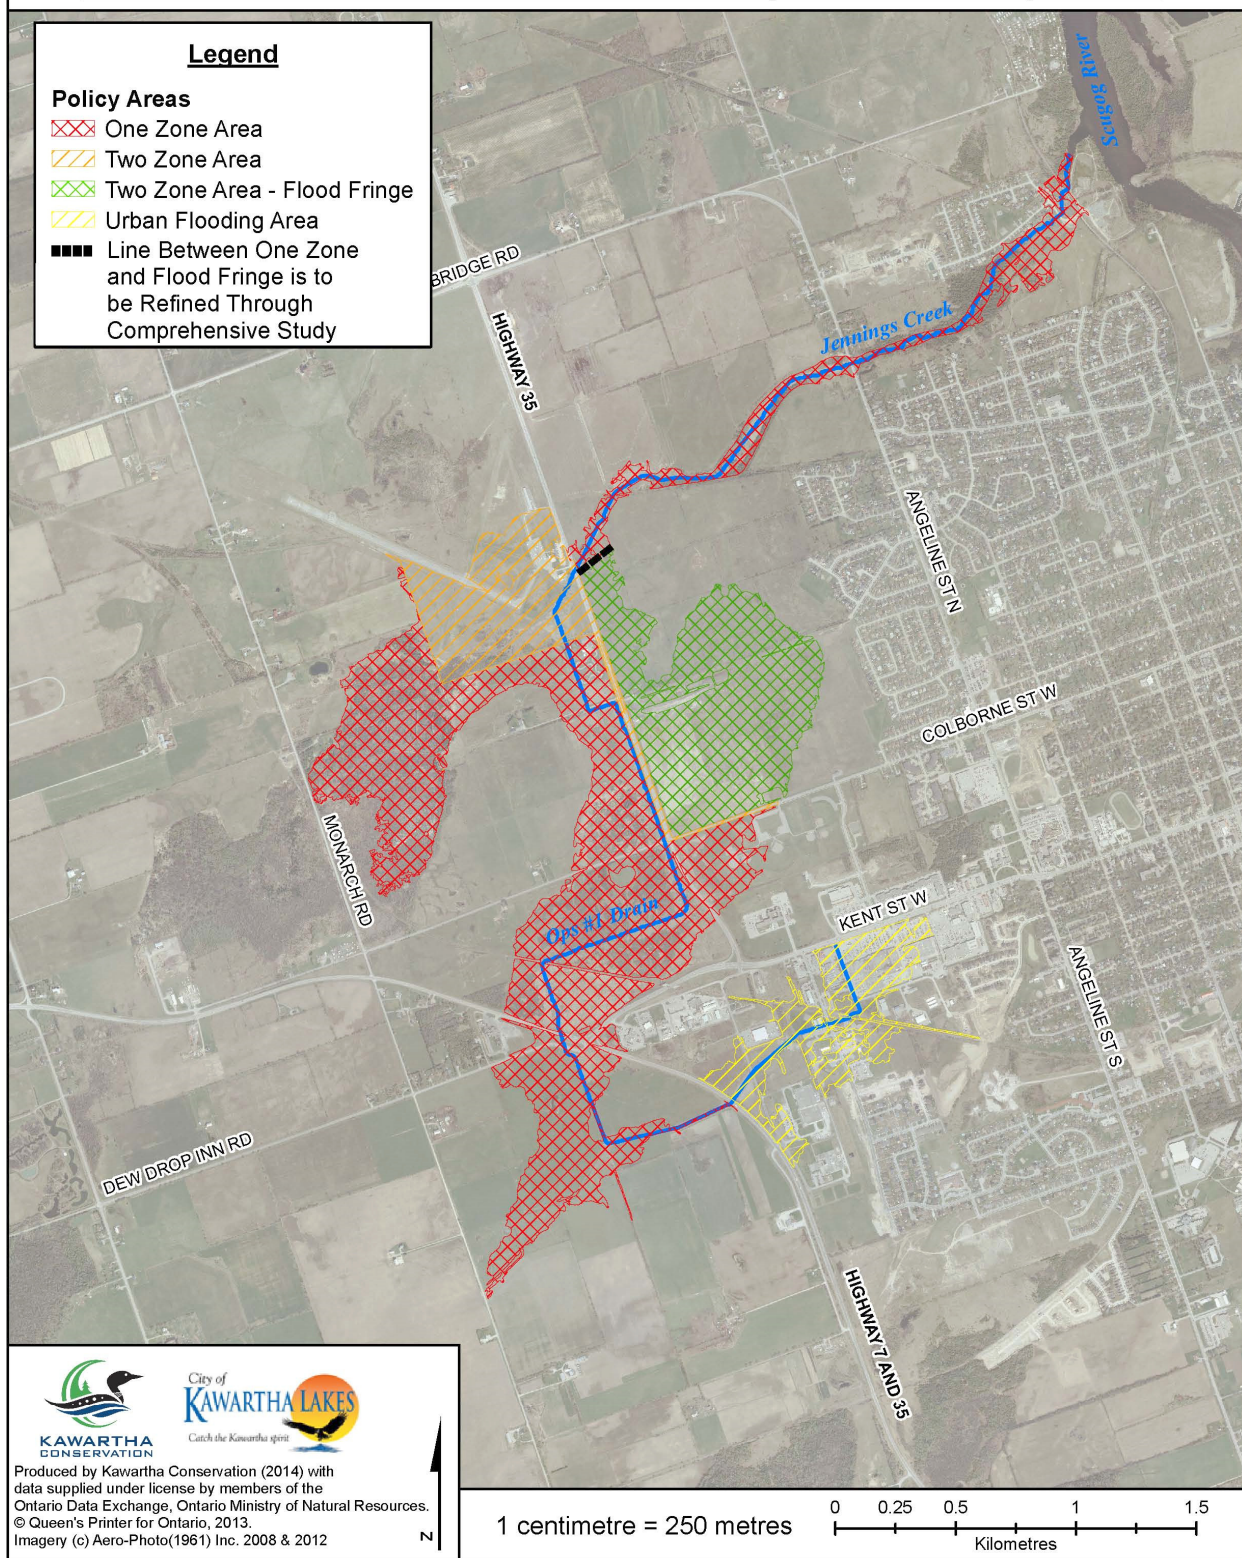 Legend
Policy Areas
One Zone Area
Two Zone Area
Two Zone Area - Flood Fringe
Urban Flooding Area
Line Between One Zone
and Flood Fringe is to
be Refined Through
Comprehensive Study
Scugog River
BRIDGE RD
HIGHWAY 35
Jennings Creek
ANGELINE ST N
COLBORNE ST W
MONARCH RD
KENT ST W
Ops #1 Drain
ANGELINE ST S
DEW DROP INN RD
HIGHWAY 7 AND 35
KAWARTHA
CONSERVATION
City of
KAWARTHA LAKES
Catch the Kawartha spirit
Produced by Kawartha Conservation (2014) with
data supplied under license by members of the
Ontario Data Exchange, Ontario Ministry of Natural Resources.
© Queen's Printer for Ontario, 2013.
Imagery (c) Aero-Photo(1961) Inc. 2008 & 2012
N
1 centimetre = 250 metres
0 0.25 0.5 1 1.5
Kilometres